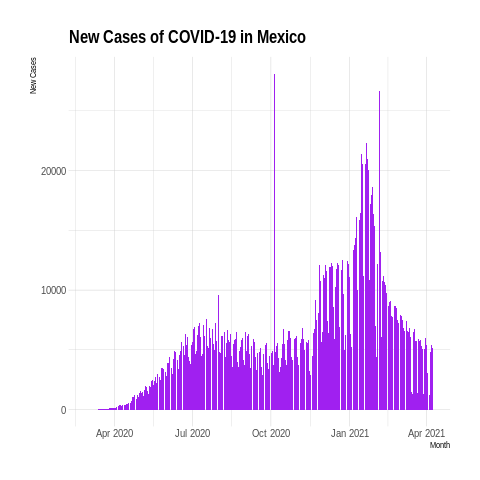 New Cases of COVID-19 in Mexico
New Cases
20000
10000
0
Apr 2020 Jul 2020 Oct 2020 Jan 2021 Apr 2021
Month